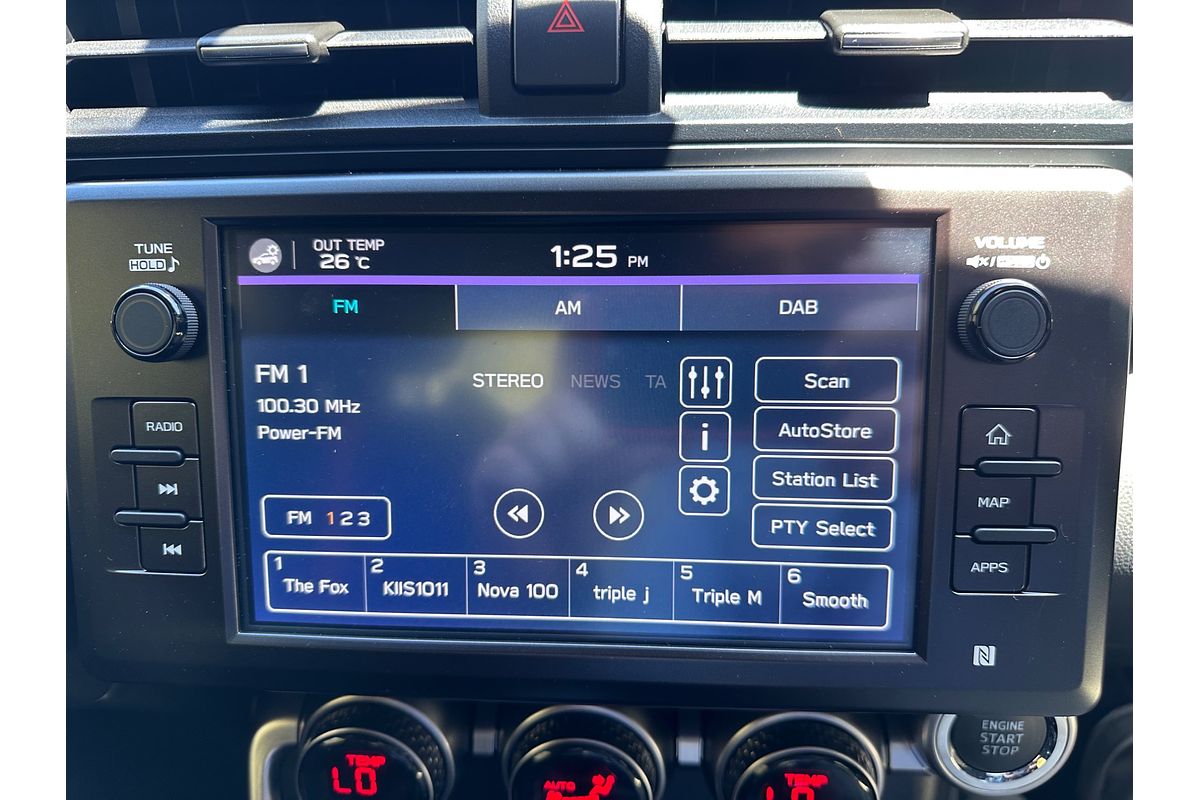 TUNE
HOLD
OUT TEMP
26 °C
1:25 PM
VOLUME
FM
AM
DAB
FM 1
100.30 MHz
Power-FM
STEREO NEWS TA
i
Scan
AutoStore
Station List
PTY Select
RADIO
MAP
APPS
FM 1 2 3
1 The Fox
2 KIIS1011
3 Nova 100
4 triple j
5 Triple M
6 Smooth
N
ENGINE
START
STOP
TEMP
LO
AUTO
TEMP
LO